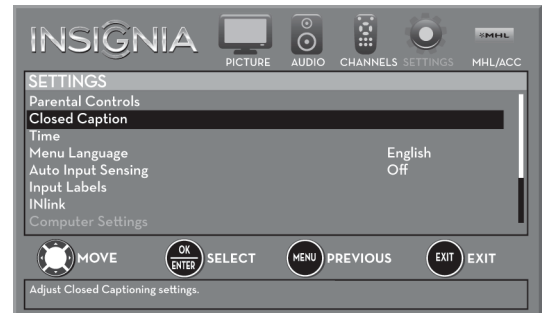 INSIGNIA
PICTURE AUDIO CHANNELS SETTINGS MHL/ACC
MHL
SETTINGS
Parental Controls
Closed Caption
Time
Menu Language English
Auto Input Sensing Off
Input Labels
INlink
Computer Settings
MOVE OK ENTER SELECT MENU PREVIOUS EXIT EXIT
Adjust Closed Captioning settings.